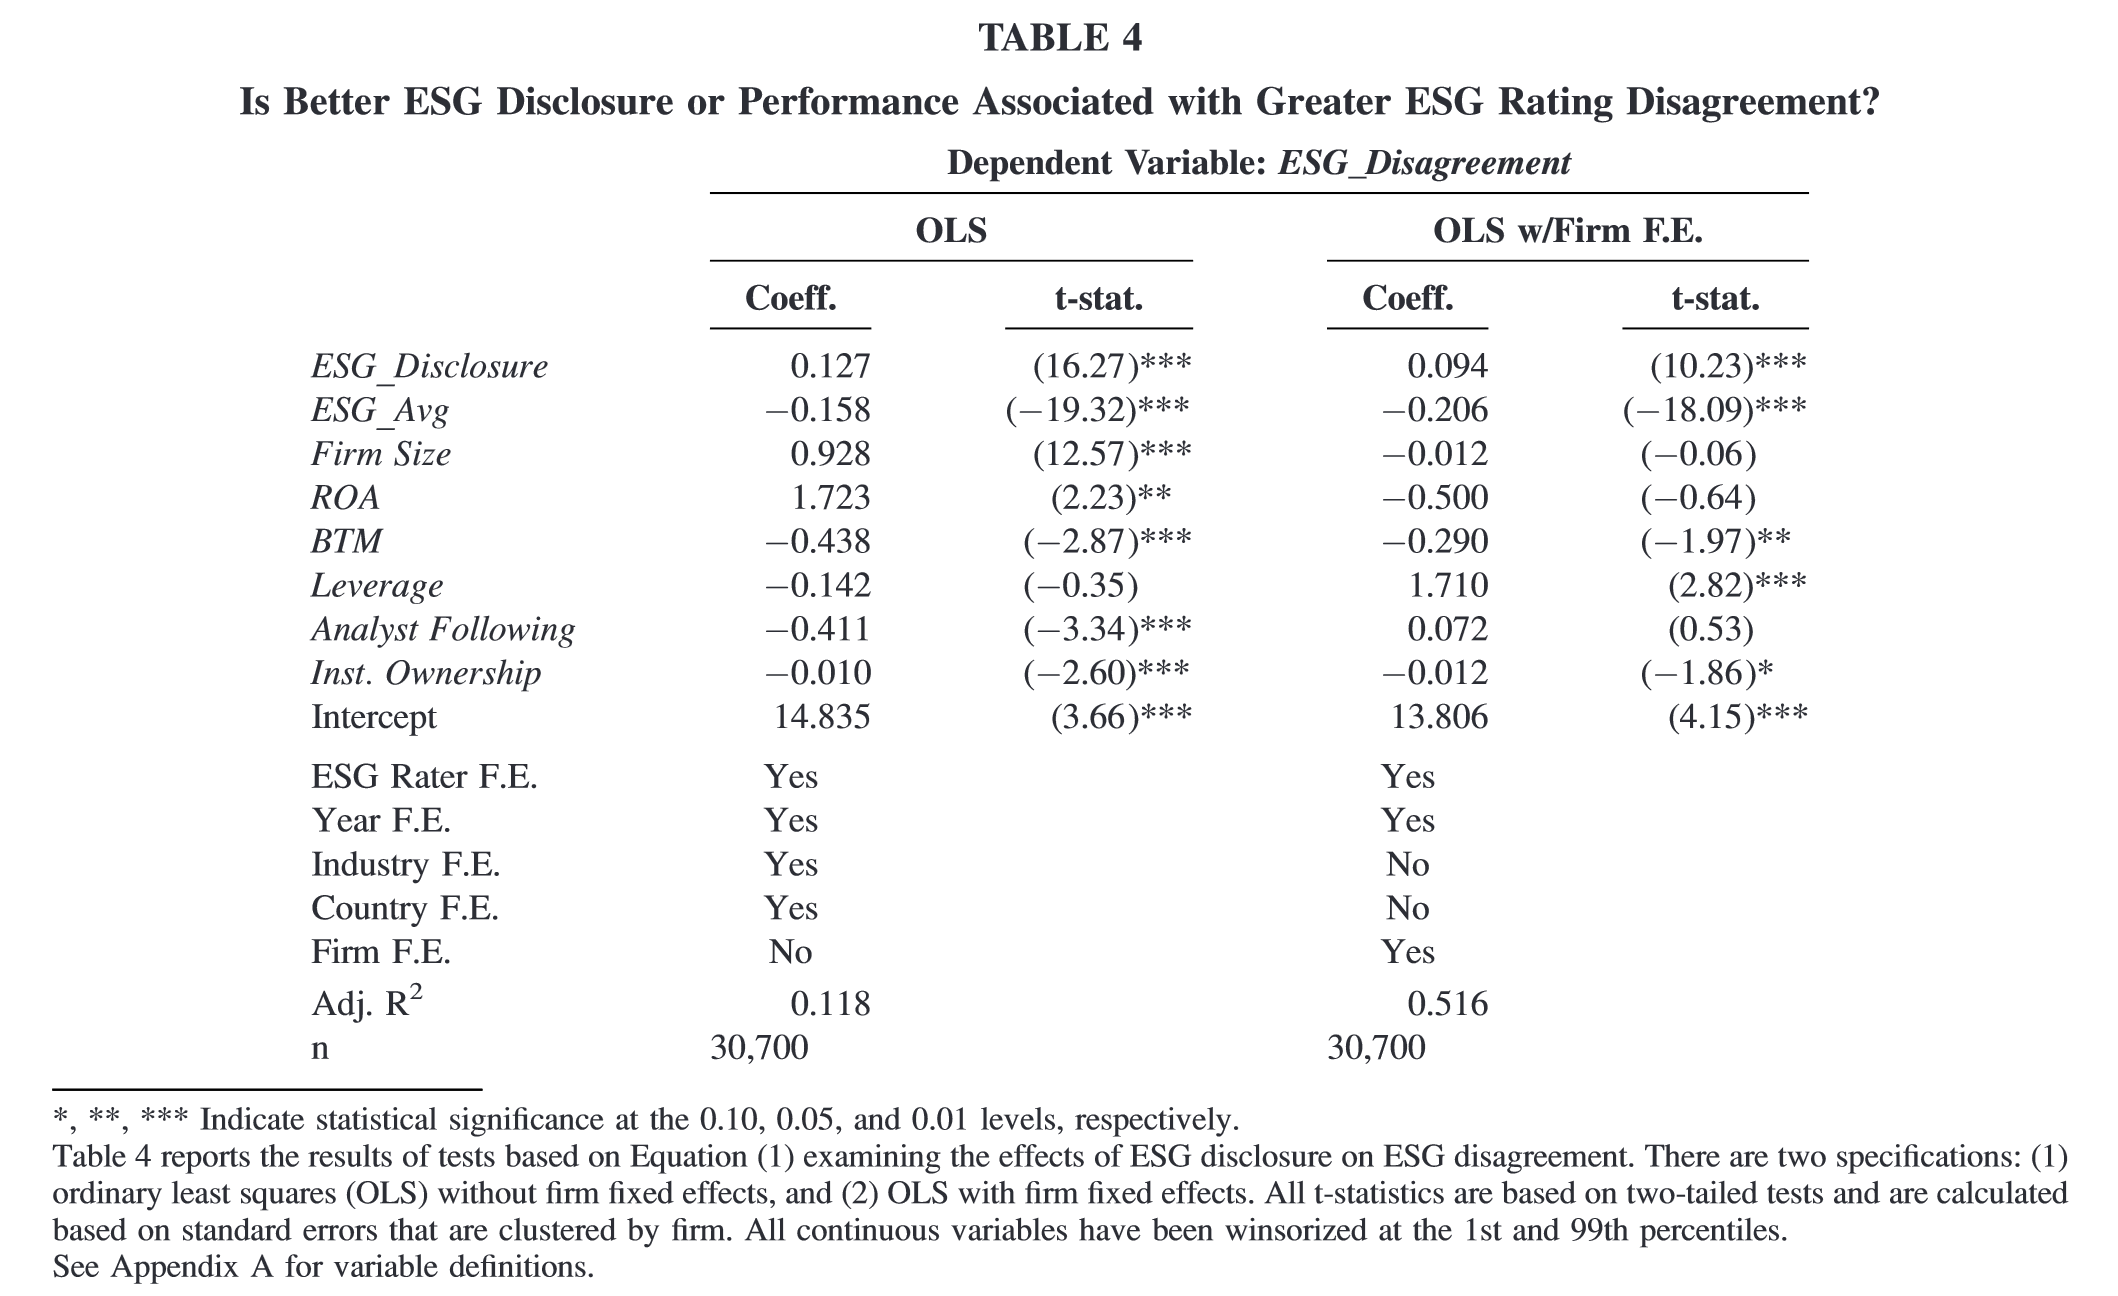 TABLE 4
Is Better ESG Disclosure or Performance Associated with Greater ESG Rating Disagreement?
Dependent Variable: ESG_Disagreement
OLS OLS w/Firm F.E.
Coeff. t-stat. Coeff. t-stat.
ESG_Disclosure 0.127 (16.27)*** 0.094 (10.23)***
ESG_Avg −0.158 (−19.32)*** −0.206 (−18.09)***
Firm Size 0.928 (12.57)*** −0.012 (−0.06)
ROA 1.723 (2.23)** −0.500 (−0.64)
BTM −0.438 (−2.87)*** −0.290 (−1.97)**
Leverage −0.142 (−0.35) 1.710 (2.82)***
Analyst Following −0.411 (−3.34)*** 0.072 (0.53)
Inst. Ownership −0.010 (−2.60)*** −0.012 (−1.86)*
Intercept 14.835 (3.66)*** 13.806 (4.15)***
ESG Rater F.E. Yes Yes
Year F.E. Yes Yes
Industry F.E. Yes No
Country F.E. Yes No
Firm F.E. No Yes
Adj. R² 0.118 0.516
n 30,700 30,700
*, **, *** Indicate statistical significance at the 0.10, 0.05, and 0.01 levels, respectively.
Table 4 reports the results of tests based on Equation (1) examining the effects of ESG disclosure on ESG disagreement. There are two specifications: (1)
ordinary least squares (OLS) without firm fixed effects, and (2) OLS with firm fixed effects. All t-statistics are based on two-tailed tests and are calculated
based on standard errors that are clustered by firm. All continuous variables have been winsorized at the 1st and 99th percentiles.
See Appendix A for variable definitions.